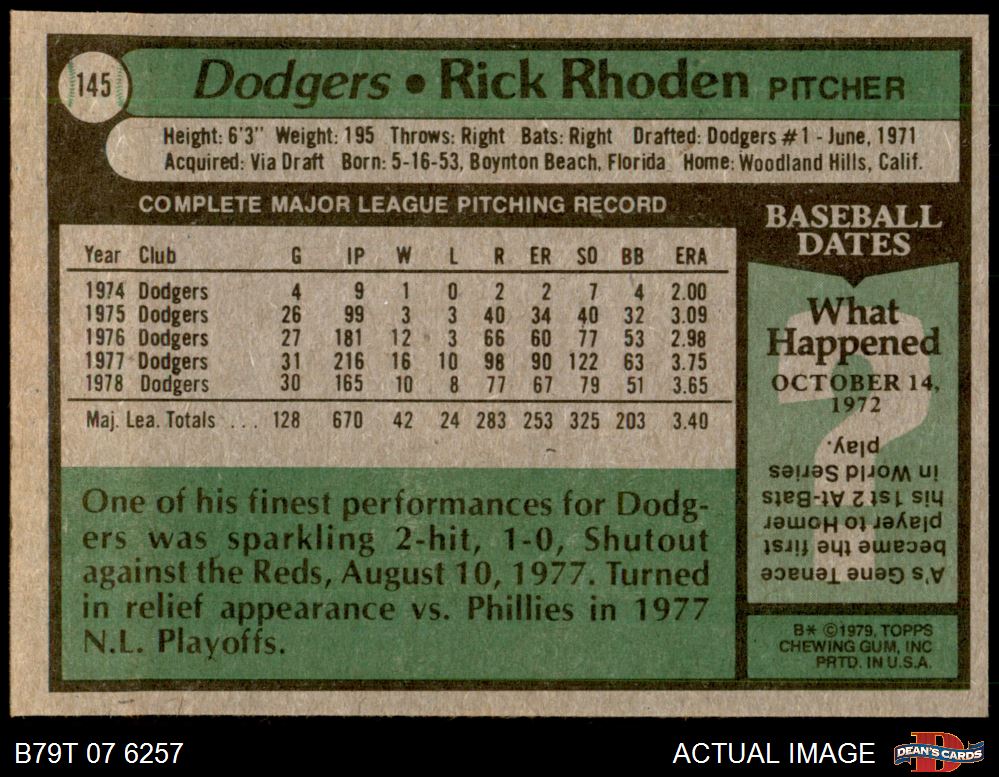 145
Dodgers • Rick Rhoden PITCHER
Height: 6'3" Weight: 195 Throws: Right Bats: Right Drafted: Dodgers #1 - June, 1971
Acquired: Via Draft Born: 5-16-53, Boynton Beach, Florida Home: Woodland Hills, Calif.
COMPLETE MAJOR LEAGUE PITCHING RECORD
Year Club G IP W L R ER SO BB ERA
1974 Dodgers 4 9 1 0 2 2 7 4 2.00
1975 Dodgers 26 99 3 3 40 34 40 32 3.09
1976 Dodgers 27 181 12 3 66 60 77 53 2.98
1977 Dodgers 31 216 16 10 98 90 122 63 3.75
1978 Dodgers 30 165 10 8 77 67 79 51 3.65
Maj. Lea. Totals . . . 128 670 42 24 283 253 325 203 3.40
One of his finest performances for Dodg-
ers was sparkling 2-hit, 1-0, Shutout
against the Reds, August 10, 1977. Turned
in relief appearance vs. Phillies in 1977
N.L. Playoffs.
BASEBALL
DATES
What
Happened
OCTOBER 14,
1972
A's Gene Tenace
became the first
player to Homer
his 1st 2 At-Bats
in World Series
play.
B* ©1979, TOPPS
CHEWING GUM, INC
PRTD. IN U.S.A.
B79T 07 6257
ACTUAL IMAGE
D
DEAN'S CARDS